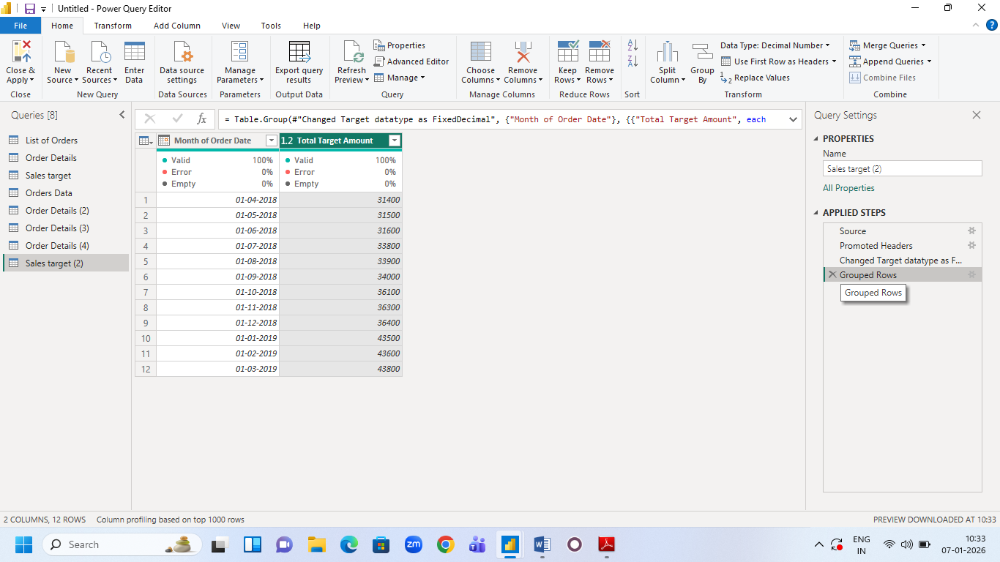 Untitled - Power Query Editor
File Home Transform Add Column View Tools Help
Close & Apply
New Source
Recent Sources
Enter Data
Data source settings
Manage Parameters
Export query results
Refresh Preview
Properties
Advanced Editor
Manage
Choose Columns
Remove Columns
Keep Rows
Remove Rows
Split Column
Group By
Data Type: Decimal Number
Use First Row as Headers
Replace Values
Merge Queries
Append Queries
Combine Files
Close New Query Data Sources Parameters Output Data Query Manage Columns Reduce Rows Sort Transform Combine
Queries [8]
List of Orders
Order Details
Sales target
Orders Data
Order Details (2)
Order Details (3)
Order Details (4)
Sales target (2)
fx = Table.Group(#"Changed Target datatype as FixedDecimal", {"Month of Order Date"}, {{"Total Target Amount", each
Month of Order Date 1.2 Total Target Amount
Valid 100% Valid 100%
Error 0% Error 0%
Empty 0% Empty 0%
1 01-04-2018 31400
2 01-05-2018 31500
3 01-06-2018 31600
4 01-07-2018 33800
5 01-08-2018 33900
6 01-09-2018 34000
7 01-10-2018 36100
8 01-11-2018 36300
9 01-12-2018 36400
10 01-01-2019 43500
11 01-02-2019 43600
12 01-03-2019 43800
Query Settings
PROPERTIES
Name
Sales target (2)
All Properties
APPLIED STEPS
Source
Promoted Headers
Changed Target datatype as F...
Grouped Rows
Grouped Rows
2 COLUMNS, 12 ROWS Column profiling based on top 1000 rows PREVIEW DOWNLOADED AT 10:33
Search
zm
ENG
IN
10:33
07-01-2026